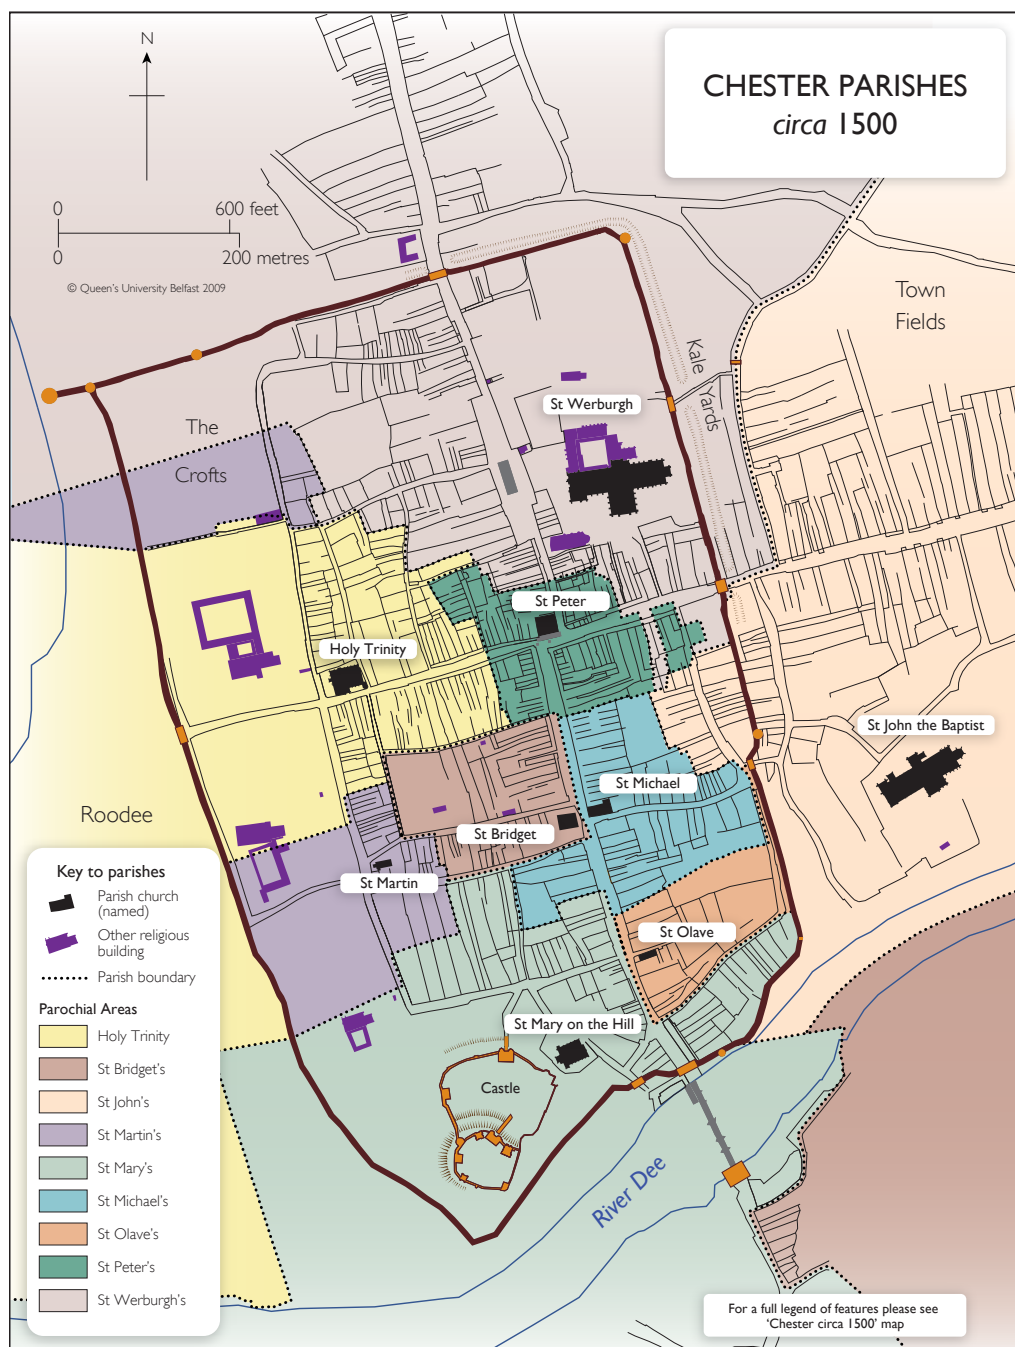 CHESTER PARISHES
circa 1500
N
0 600 feet
0 200 metres
© Queen's University Belfast 2009
Town
Fields
Kale Yards
St Werburgh
The
Crofts
St Peter
Holy Trinity
St John the Baptist
St Michael
Roodee
St Bridget
St Martin
St Olave
St Mary on the Hill
Castle
River Dee
Key to parishes
Parish church
(named)
Other religious
building
Parish boundary
Parochial Areas
Holy Trinity
St Bridget's
St John's
St Martin's
St Mary's
St Michael's
St Olave's
St Peter's
St Werburgh's
For a full legend of features please see
'Chester circa 1500' map